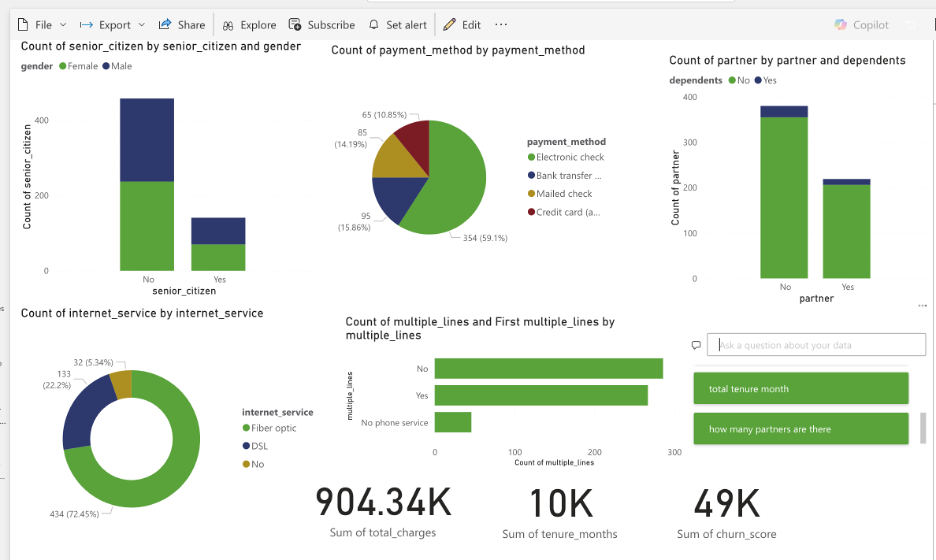 File Export Share Explore Subscribe Set alert Edit ... Copilot
Count of senior_citizen by senior_citizen and gender
gender Female Male
Count of senior_citizen
400
200
0
No Yes
senior_citizen
Count of payment_method by payment_method
65 (10.85%)
85
(14.19%)
95
(15.86%)
354 (59.1%)
payment_method
Electronic check
Bank transfer ...
Mailed check
Credit card (a...
Count of partner by partner and dependents
dependents No Yes
Count of partner
400
300
200
100
0
No Yes
partner
Count of internet_service by internet_service
32 (5.34%)
133
(22.2%)
434 (72.45%)
internet_service
Fiber optic
DSL
No
Count of multiple_lines and First multiple_lines by
multiple_lines
multiple_lines
No
Yes
No phone service
0 100 200 300
Count of multiple_lines
Ask a question about your data
total tenure month
how many partners are there
904.34K
Sum of total_charges
10K
Sum of tenure_months
49K
Sum of churn_score